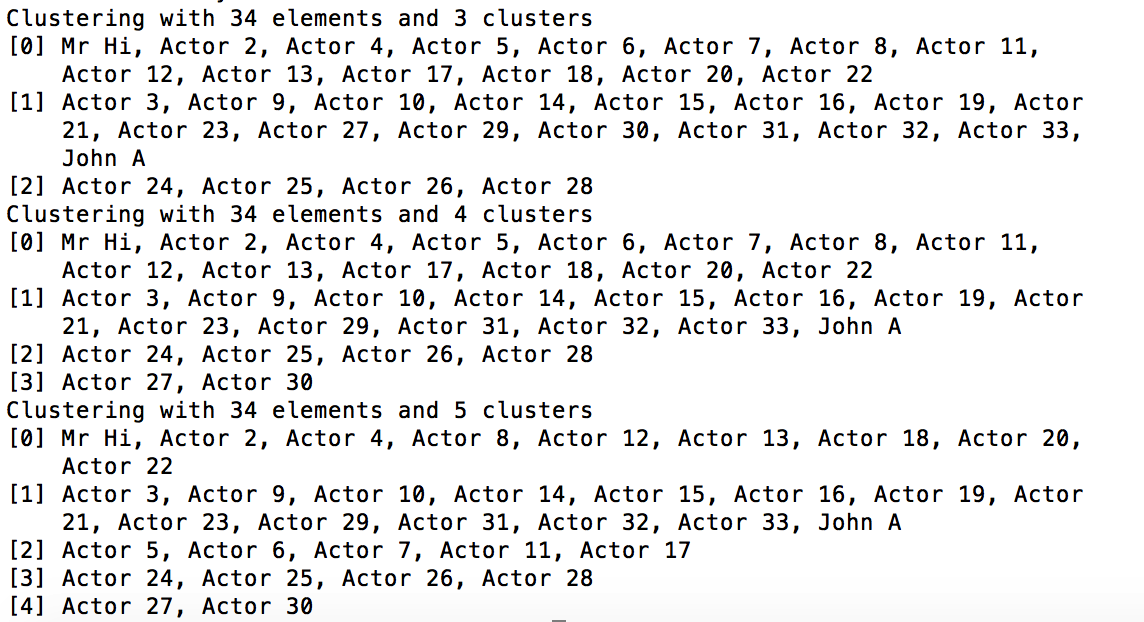 Clustering with 34 elements and 3 clusters
[0] Mr Hi, Actor 2, Actor 4, Actor 5, Actor 6, Actor 7, Actor 8, Actor 11,
Actor 12, Actor 13, Actor 17, Actor 18, Actor 20, Actor 22
[1] Actor 3, Actor 9, Actor 10, Actor 14, Actor 15, Actor 16, Actor 19, Actor
21, Actor 23, Actor 27, Actor 29, Actor 30, Actor 31, Actor 32, Actor 33,
John A
[2] Actor 24, Actor 25, Actor 26, Actor 28
Clustering with 34 elements and 4 clusters
[0] Mr Hi, Actor 2, Actor 4, Actor 5, Actor 6, Actor 7, Actor 8, Actor 11,
Actor 12, Actor 13, Actor 17, Actor 18, Actor 20, Actor 22
[1] Actor 3, Actor 9, Actor 10, Actor 14, Actor 15, Actor 16, Actor 19, Actor
21, Actor 23, Actor 29, Actor 31, Actor 32, Actor 33, John A
[2] Actor 24, Actor 25, Actor 26, Actor 28
[3] Actor 27, Actor 30
Clustering with 34 elements and 5 clusters
[0] Mr Hi, Actor 2, Actor 4, Actor 8, Actor 12, Actor 13, Actor 18, Actor 20,
Actor 22
[1] Actor 3, Actor 9, Actor 10, Actor 14, Actor 15, Actor 16, Actor 19, Actor
21, Actor 23, Actor 29, Actor 31, Actor 32, Actor 33, John A
[2] Actor 5, Actor 6, Actor 7, Actor 11, Actor 17
[3] Actor 24, Actor 25, Actor 26, Actor 28
[4] Actor 27, Actor 30